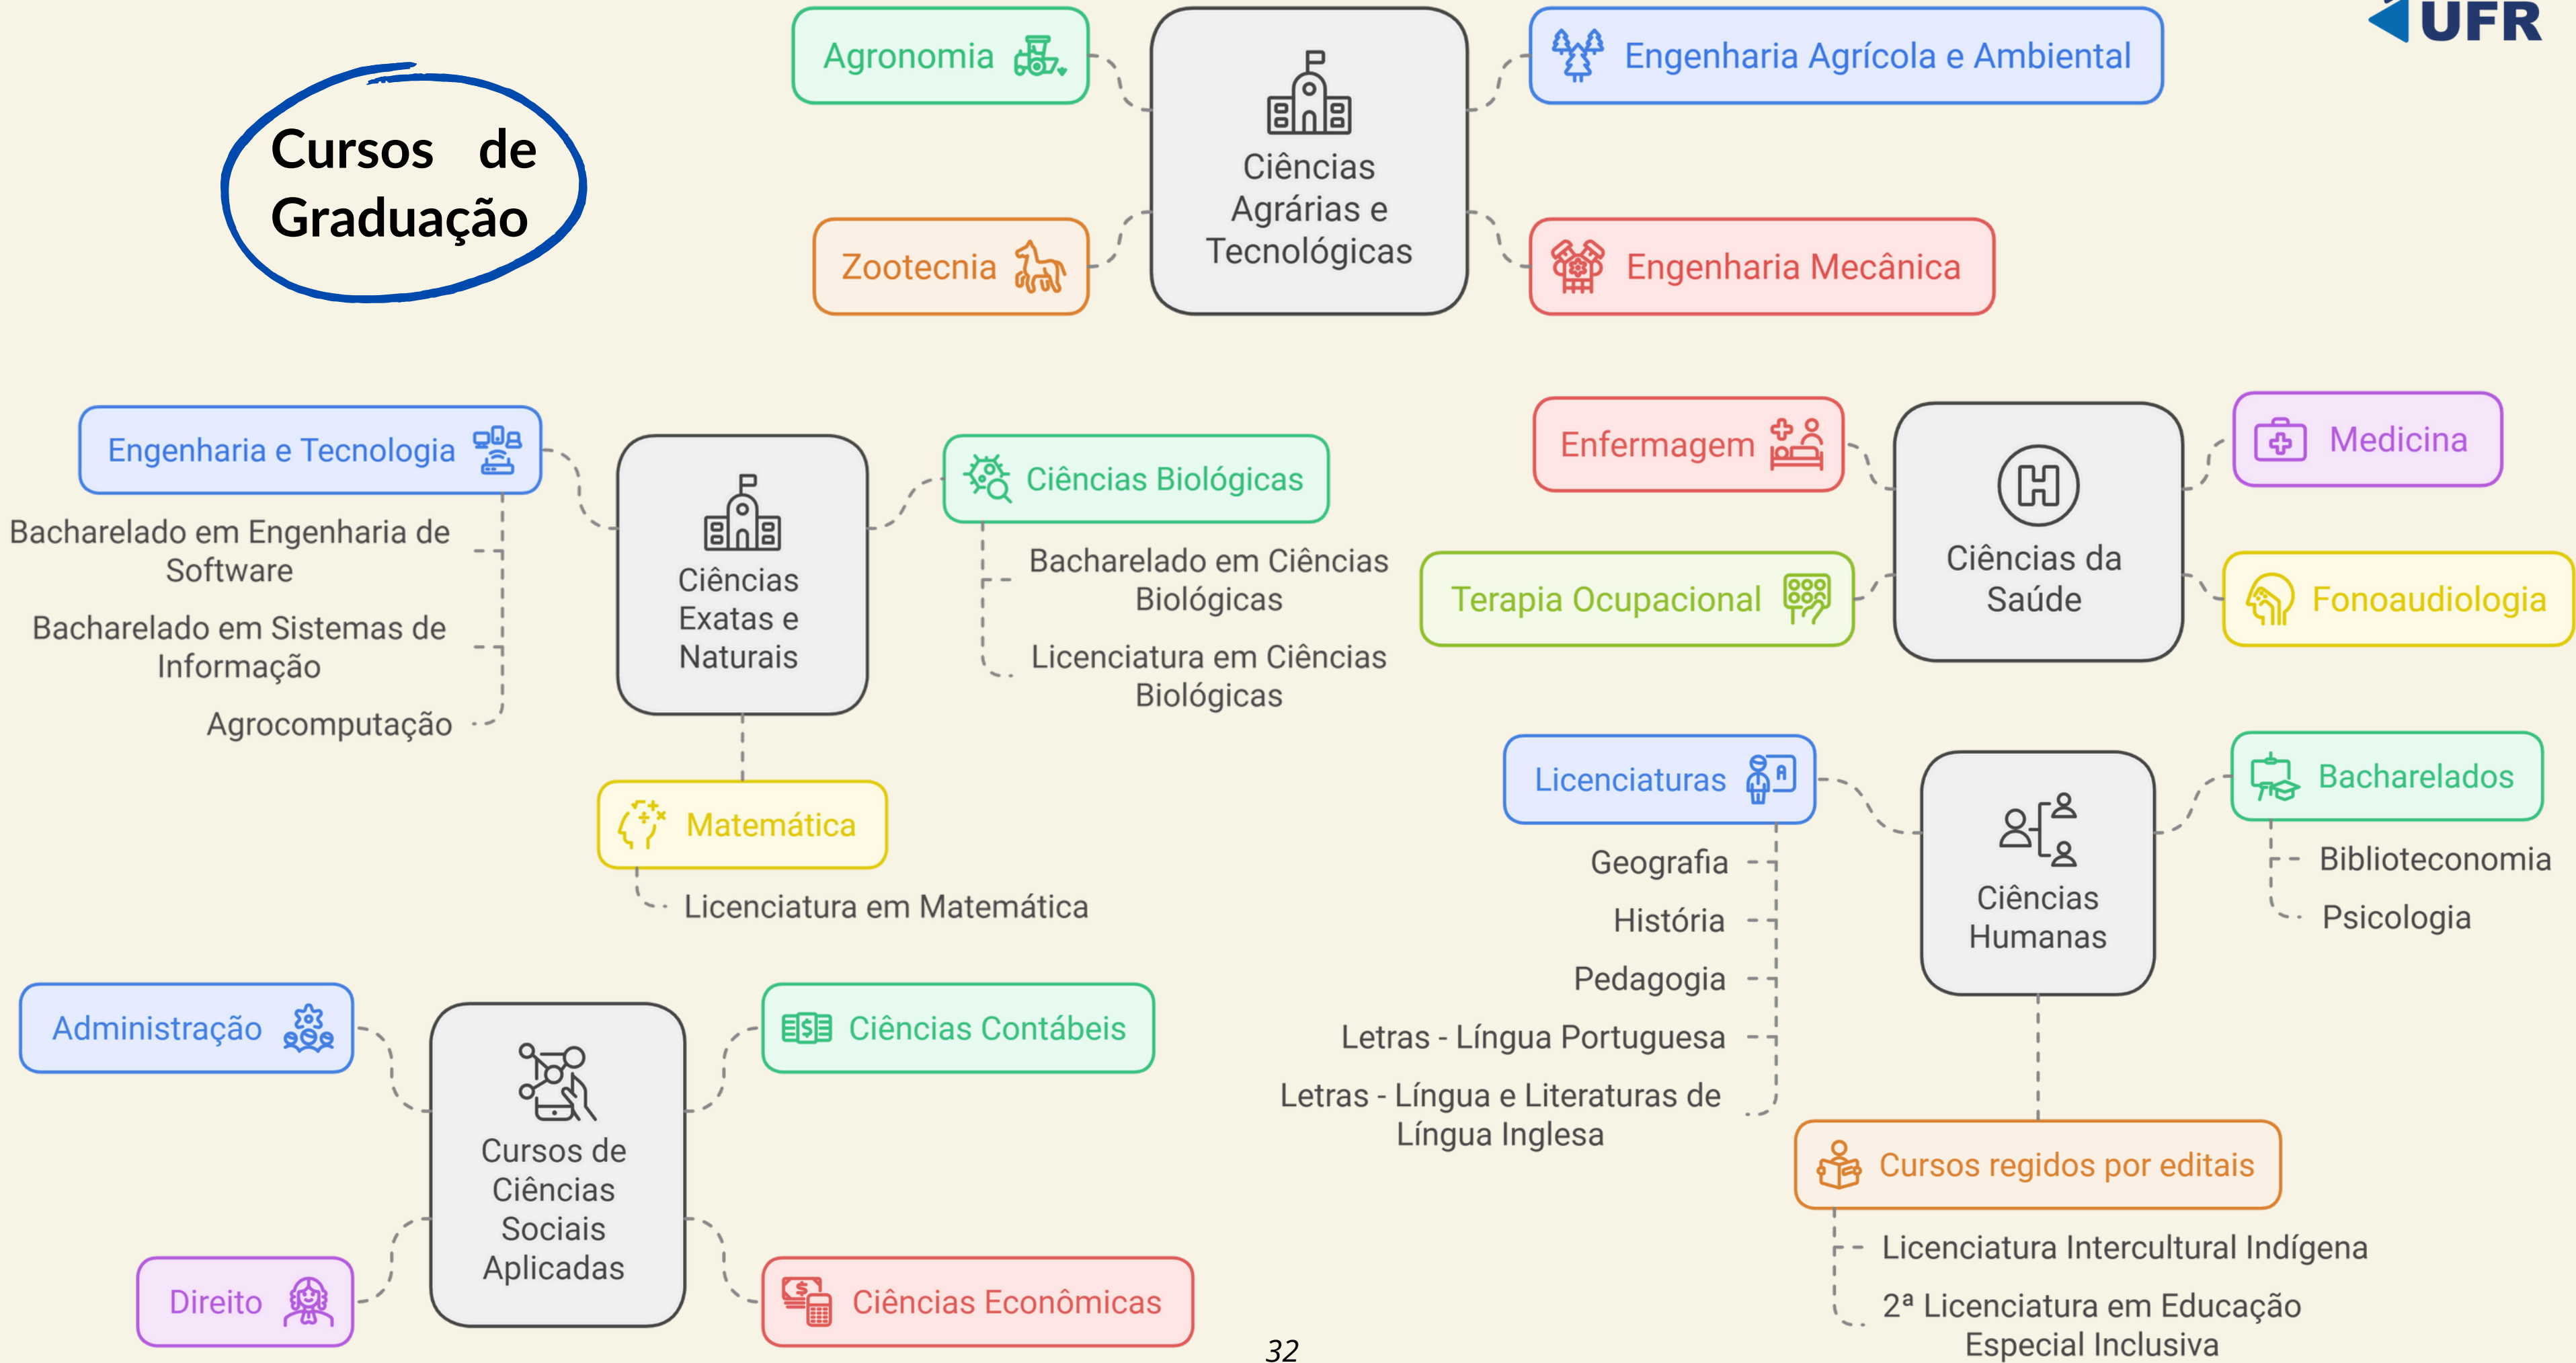 UFR
Cursos de
Graduação
Agronomia
Zootecnia
Ciências
Agrárias e
Tecnológicas
Engenharia Agrícola e Ambiental
Engenharia Mecânica
Engenharia e Tecnologia
Bacharelado em Engenharia de
Software
Bacharelado em Sistemas de
Informação
Agrocomputação
Ciências
Exatas e
Naturais
Ciências Biológicas
Bacharelado em Ciências
Biológicas
Licenciatura em Ciências
Biológicas
Matemática
Licenciatura em Matemática
Enfermagem
Terapia Ocupacional
Ciências da
Saúde
Medicina
Fonoaudiologia
Licenciaturas
Geografia
História
Pedagogia
Letras - Língua Portuguesa
Letras - Língua e Literaturas de
Língua Inglesa
Ciências
Humanas
Bacharelados
Biblioteconomia
Psicologia
Cursos regidos por editais
Licenciatura Intercultural Indígena
2ª Licenciatura em Educação
Especial Inclusiva
Administração
Direito
Cursos de
Ciências
Sociais
Aplicadas
Ciências Contábeis
Ciências Econômicas
32